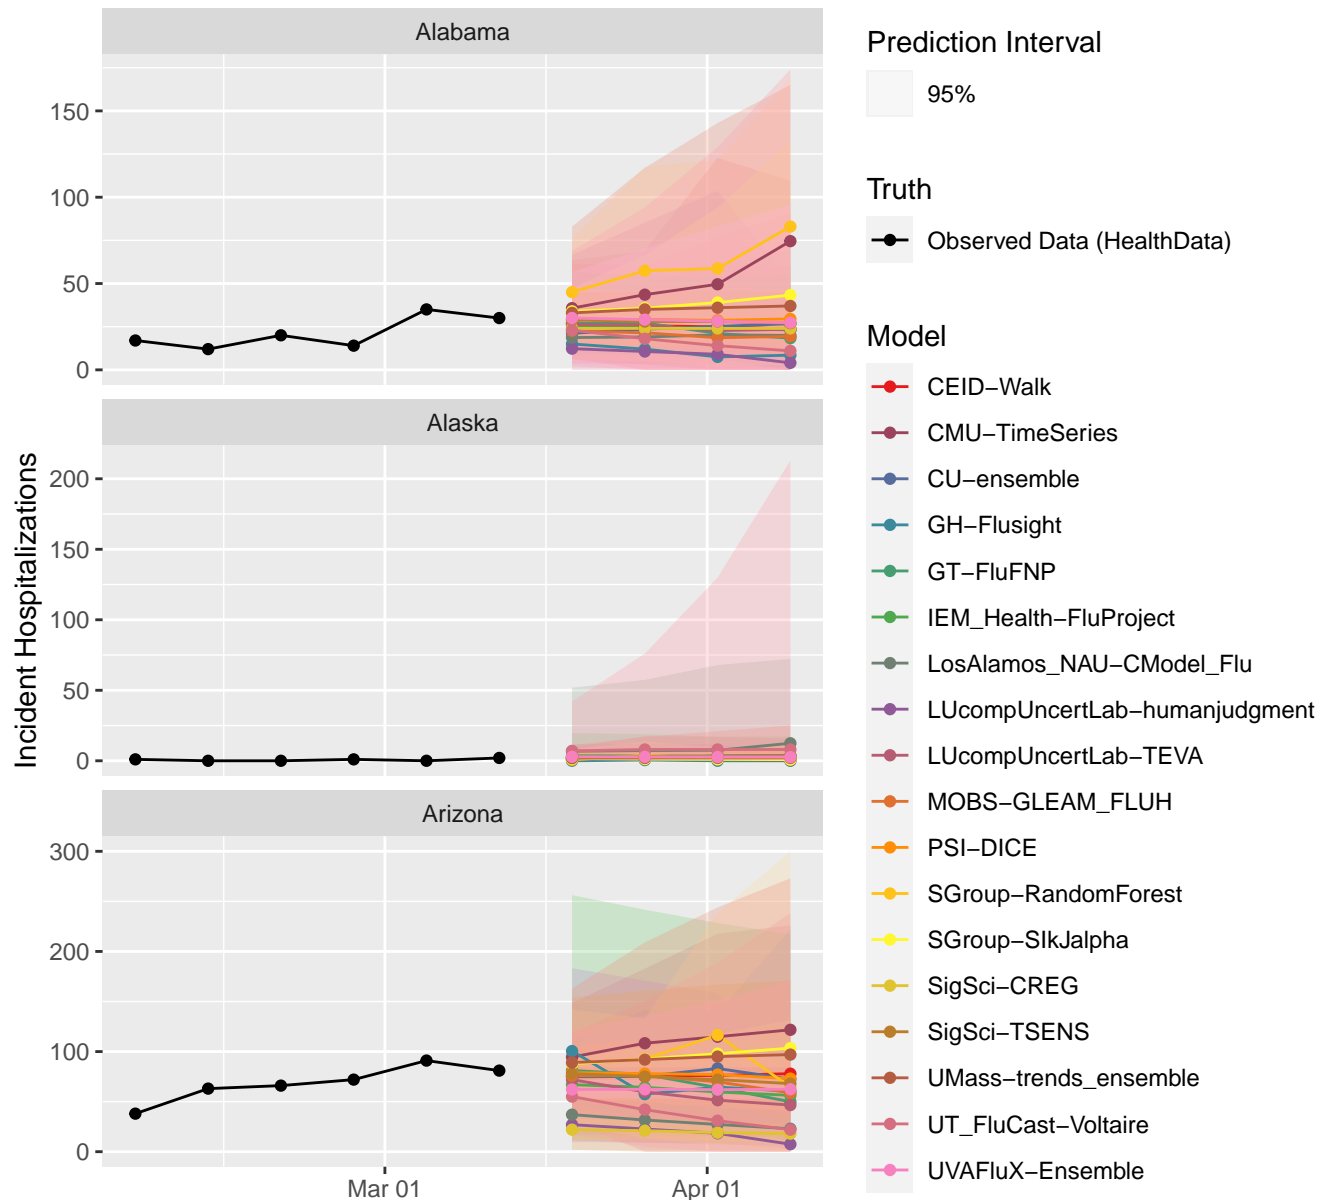 Alabama
150
100
50
0
Alaska
200
150
100
50
0
Arizona
300
200
100
0
Mar 01
Apr 01
Incident Hospitalizations
Prediction Interval
95%
Truth
Observed Data (HealthData)
Model
CEID−Walk
CMU−TimeSeries
CU−ensemble
GH−Flusight
GT−FluFNP
IEM_Health−FluProject
LosAlamos_NAU−CModel_Flu
LUcompUncertLab−humanjudgment
LUcompUncertLab−TEVA
MOBS−GLEAM_FLUH
PSI−DICE
SGroup−RandomForest
SGroup−SIkJalpha
SigSci−CREG
SigSci−TSENS
UMass−trends_ensemble
UT_FluCast−Voltaire
UVAFluX−Ensemble